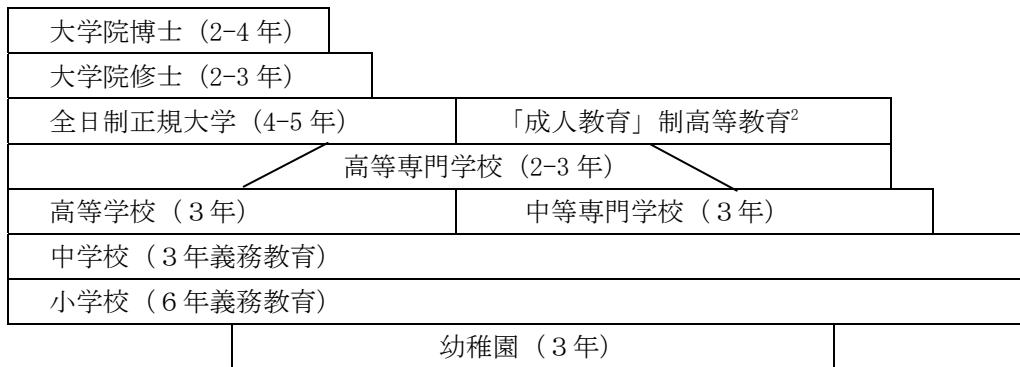 大学院博士（2-4 年）
大学院修士（2-3 年）
全日制正規大学（4-5 年） 「成人教育」制高等教育2
高等専門学校（2-3 年）
高等学校（３年） 中等専門学校（３年）
中学校（３年義務教育）
小学校（６年義務教育）
幼稚園（３年）